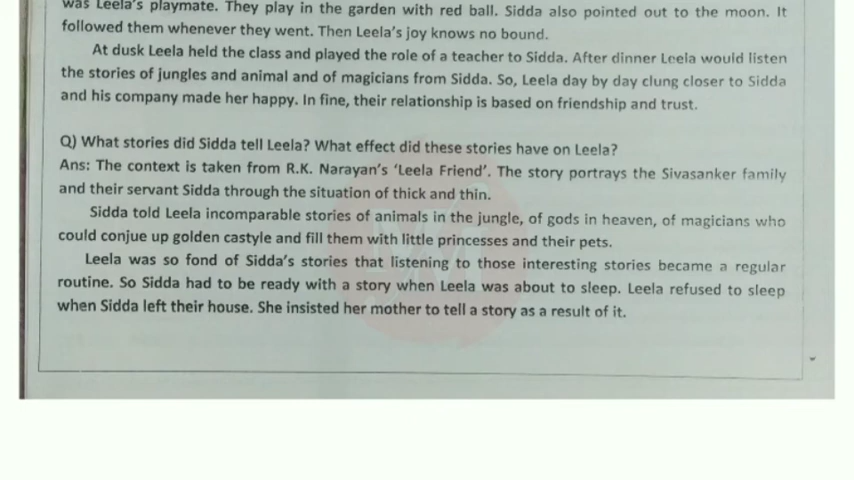 was Leela's playmate. They play in the garden with red ball. Sidda also pointed out to the moon. It
followed them whenever they went. Then Leela's joy knows no bound.
At dusk Leela held the class and played the role of a teacher to Sidda. After dinner Leela would listen
the stories of jungles and animal and of magicians from Sidda. So, Leela day by day clung closer to Sidda
and his company made her happy. In fine, their relationship is based on friendship and trust.
Q) What stories did Sidda tell Leela? What effect did these stories have on Leela?
Ans: The context is taken from R.K. Narayan's 'Leela Friend'. The story portrays the Sivasanker family
and their servant Sidda through the situation of thick and thin.
Sidda told Leela incomparable stories of animals in the jungle, of gods in heaven, of magicians who
could conjue up golden castyle and fill them with little princesses and their pets.
Leela was so fond of Sidda's stories that listening to those interesting stories became a regular
routine. So Sidda had to be ready with a story when Leela was about to sleep. Leela refused to sleep
when Sidda left their house. She insisted her mother to tell a story as a result of it.